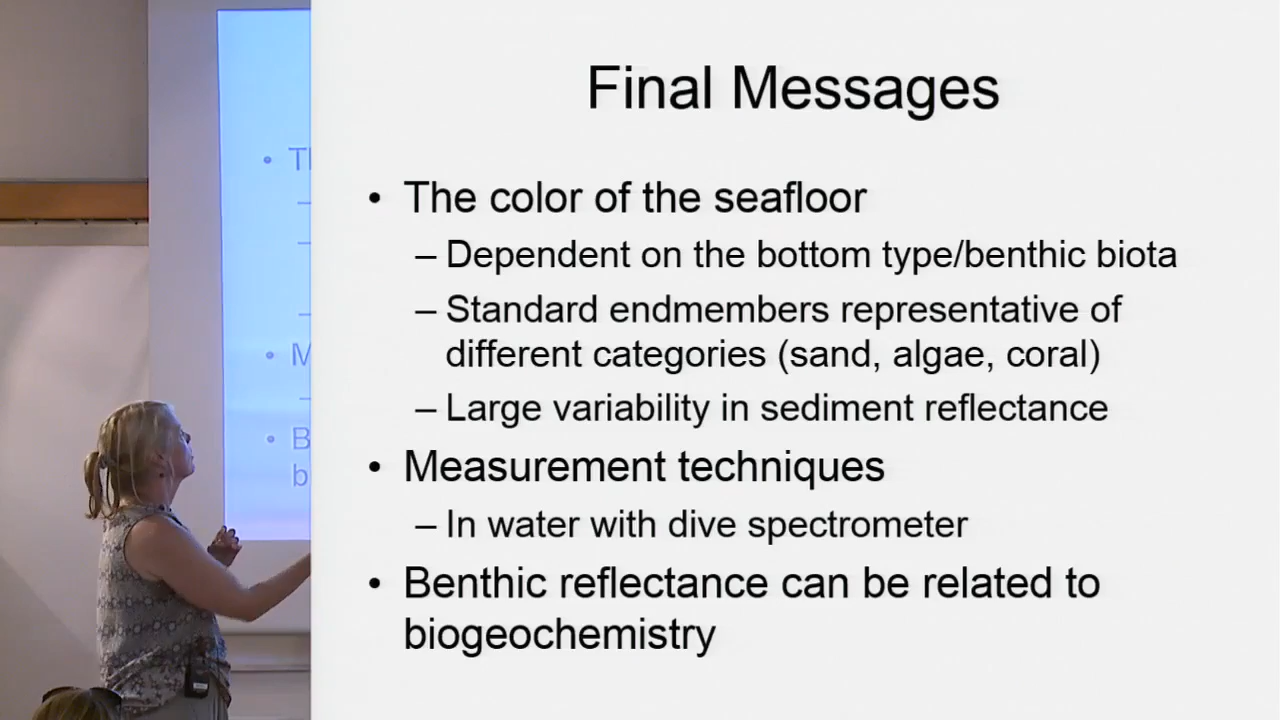 Final Messages
• The color of the seafloor
– Dependent on the bottom type/benthic biota
– Standard endmembers representative of
different categories (sand, algae, coral)
– Large variability in sediment reflectance
• Measurement techniques
– In water with dive spectrometer
• Benthic reflectance can be related to
biogeochemistry